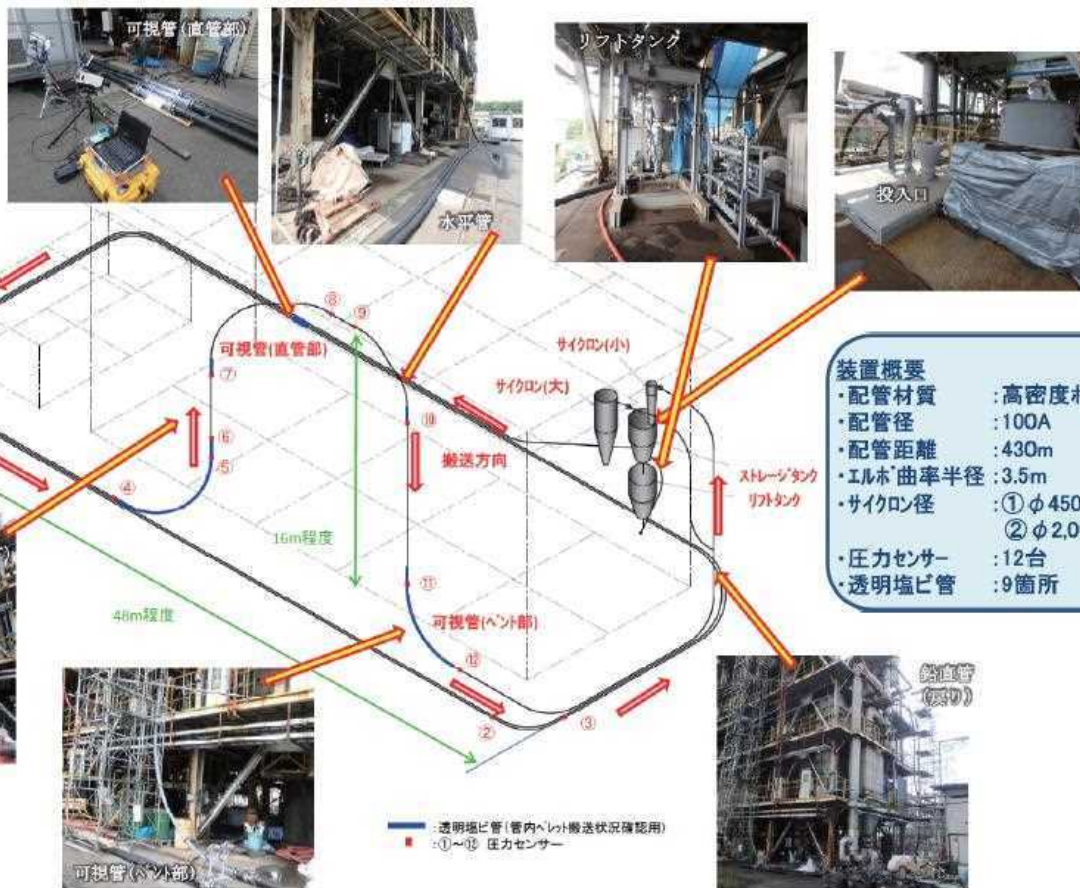 可視管(直管部)
水平管
リフトタンク
投入口
⑧
⑨
可視管(直管部)
⑦
⑥
⑤
④
⑩
搬送方向
16m程度
48m程度
⑪
可視管(ベント部)
⑫
②
③
サイクロン(小)
サイクロン(大)
ストレージタンク
リフトタンク
装置概要
・配管材質 :高密度
・配管径 :100A
・配管距離 :430m
・エルボ曲率半径 :3.5m
・サイクロン径 :①φ450
②φ2,0
・圧力センサー :12台
・透明塩ビ管 :9箇所
可視管(ベント部)
鉛直管
(戻り)
:透明塩ビ管(管内ペレット搬送状況確認用)
:①~⑫ 圧力センサー